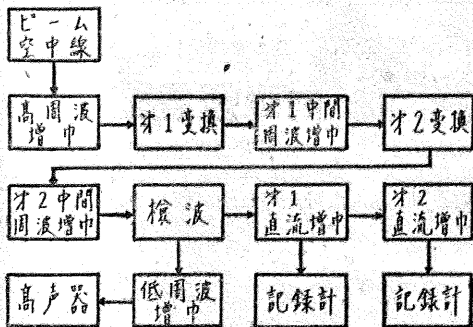 ビーム
空中線
高周波
増巾
才1変換
才1中間
周波増巾
才2変換
才2中間
周波増巾
検波
才1
直流増巾
才2
直流増巾
高声器
低周波
増巾
記録計
記録計